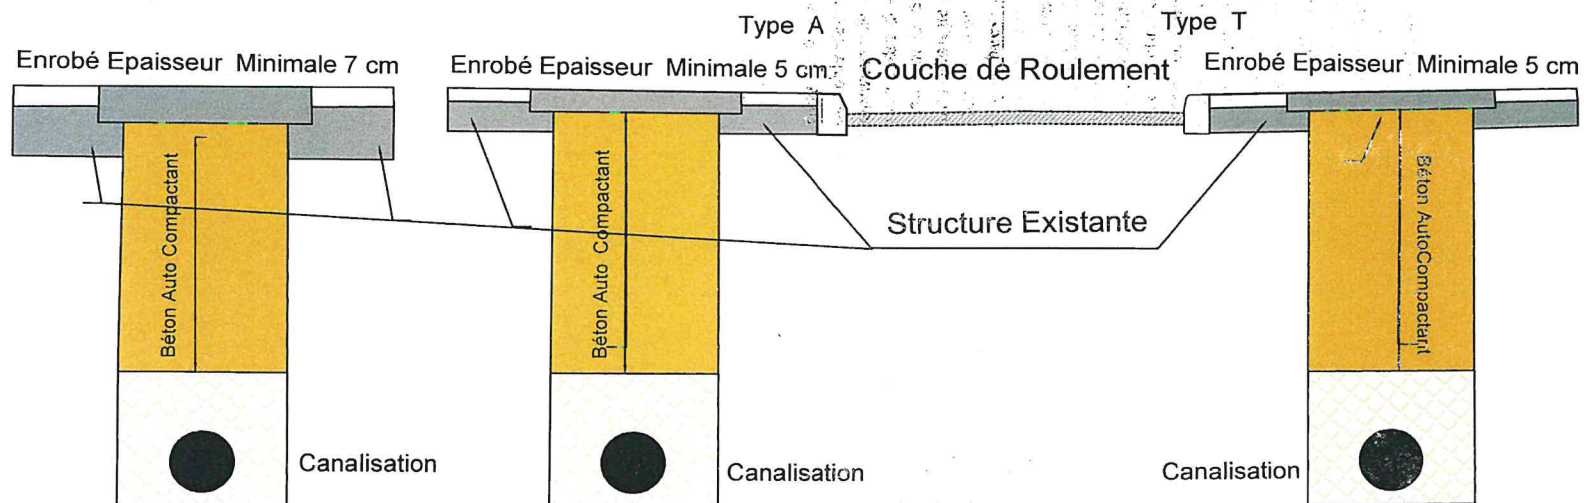 Type A
Type T
Enrobé Epaisseur Minimale 7 cm
Enrobé Epaisseur Minimale 5 cm
Couche de Roulement
Enrobé Epaisseur Minimale 5 cm
Béton Auto Compactant
Béton Auto Compactant
Béton AutoCompactant
Structure Existante
Canalisation
Canalisation
Canalisation